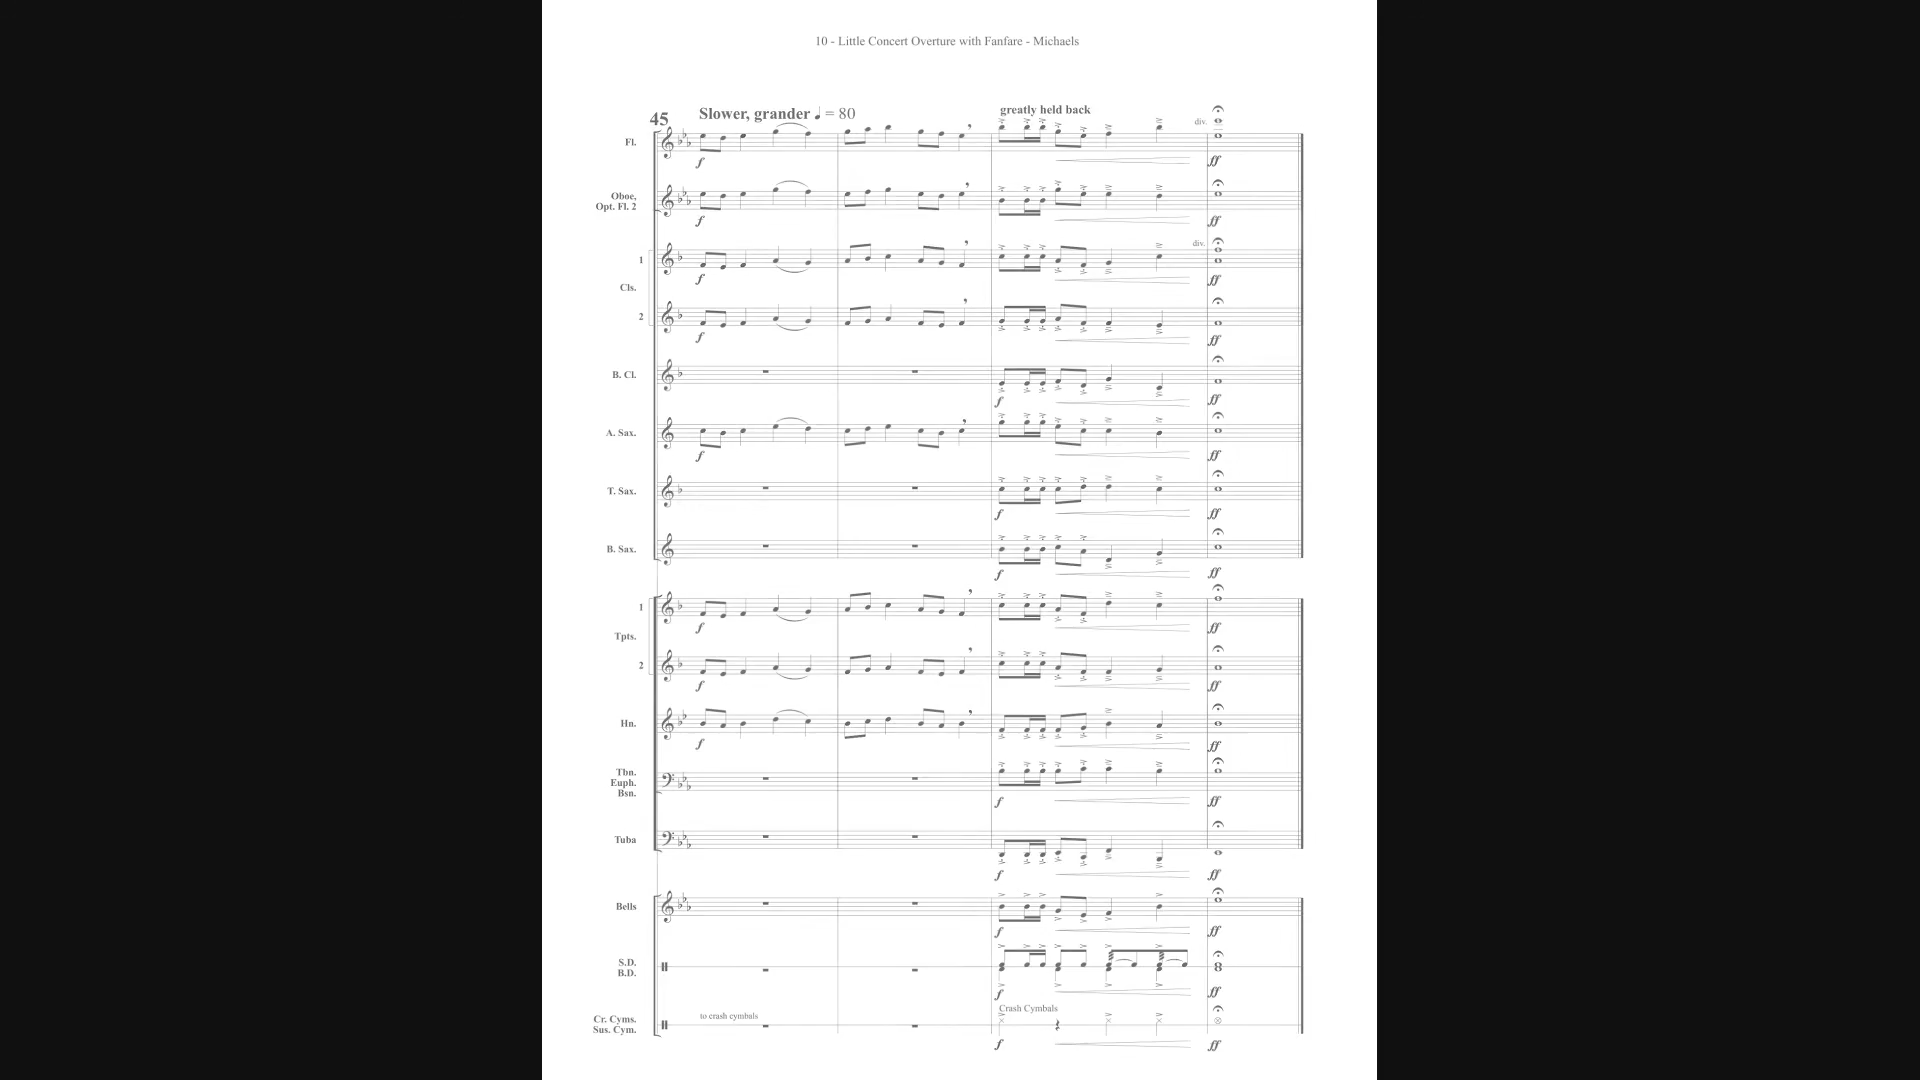 10 - Little Concert Overture with Fanfare - Michaels
45
Slower, grander ♩ = 80
greatly held back
Fl.
div.
f
ff
Oboe,
Opt. Fl. 2
f
ff
1
div.
f
ff
Cls.
2
f
ff
B. Cl.
f
ff
A. Sax.
f
ff
T. Sax.
f
ff
B. Sax.
f
ff
1
f
ff
Tpts.
2
f
ff
Hn.
f
ff
Tbn.
Euph.
Bsn.
f
ff
Tuba
f
ff
Bells
f
ff
S.D.
B.D.
f
ff
Cr. Cyms.
Sus. Cym.
to crash cymbals
Crash Cymbals
f
ff